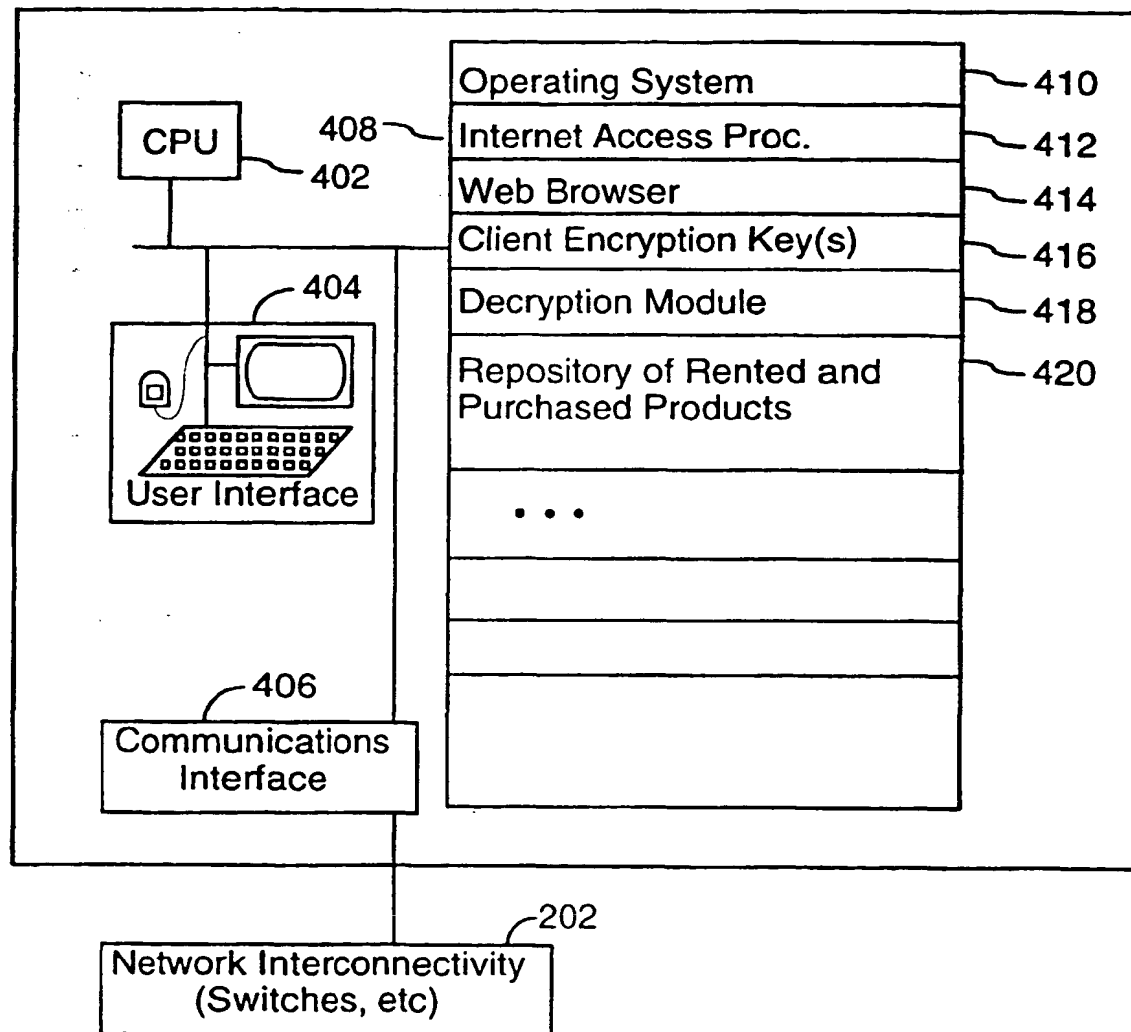 Operating System
410
CPU
402
408
Internet Access Proc.
412
Web Browser
414
Client Encryption Key(s)
416
404
Decryption Module
418
Repository of Rented and
Purchased Products
420
User Interface
• • •
406
Communications
Interface
202
Network Interconnectivity
(Switches, etc)